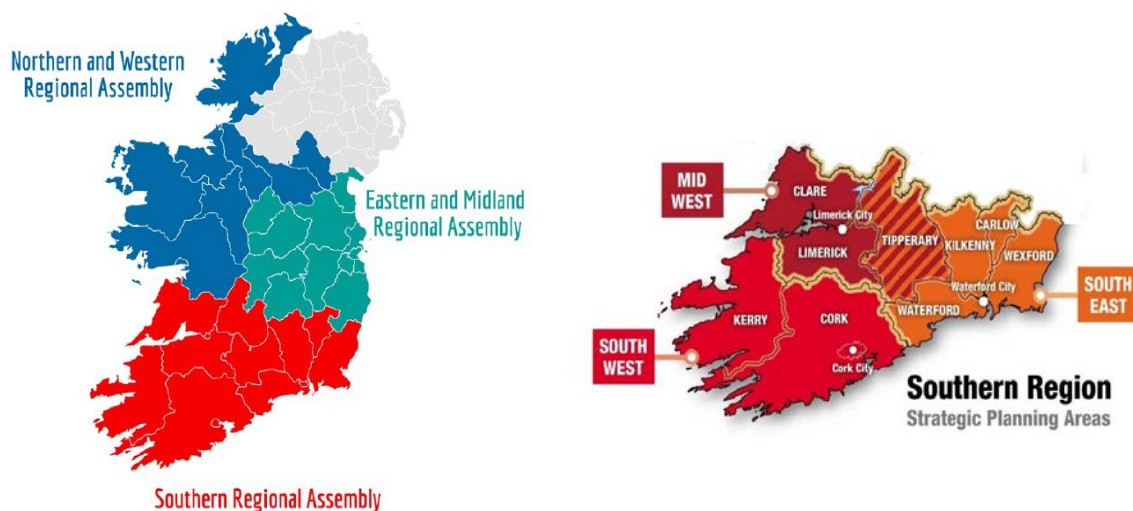 Northern and Western
Regional Assembly
Eastern and Midland
Regional Assembly
Southern Regional Assembly
MID
WEST
CLARE
Limerick City
LIMERICK
TIPPERARY
CARLOW
KILKENNY
WEXFORD
Waterford City
WATERFORD
SOUTH
EAST
KERRY
CORK
SOUTH
WEST
Cork City
Southern Region
Strategic Planning Areas